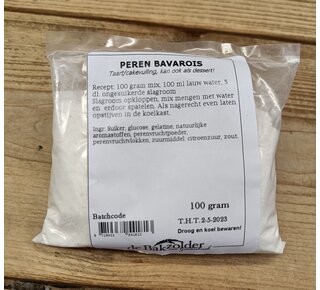 PEREN BAVAROIS
Taart/cakevulling, kan ook als dessert!
Recept: 100 gram mix, 100 ml lauw water, 3
dl ongesuikerde slagroom
Slagroom opkloppen, mix mengen met water
en erdoor spatelen. Als nagerecht even laten
opstijven in de koelkast.
Ingr: Suiker, glucose, gelatine, natuurlijke
aromastoffen, perenvruchtpoeder,
perenvruchtvlokken, zuurmiddel: citroenzuur, zout
100 gram
Batchcode
T.H.T. 2-5-2023
Droog en koel bewaren!
de Bakzolder